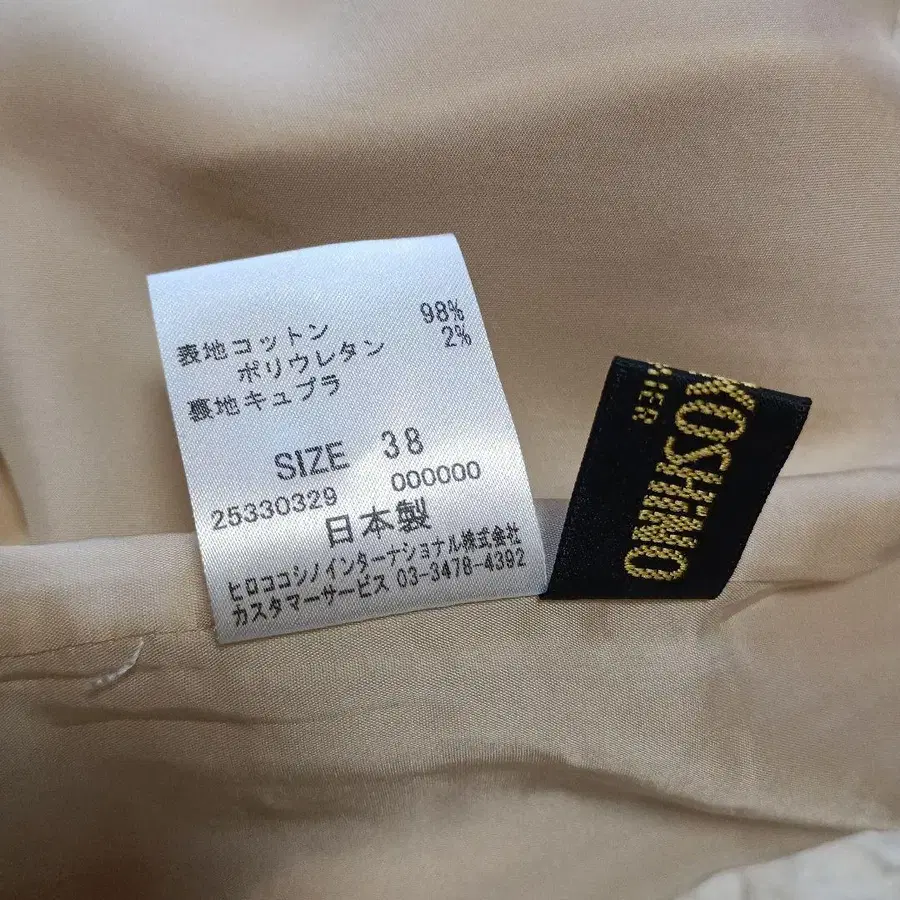 表地コットン 98%
ポリウレタン 2%
裏地キュプラ
SIZE 38
25330329 000000
日本製
ヒロココシノインターナショナル株式会社
カスタマーサービス 03-3478-4392
KOSHINO